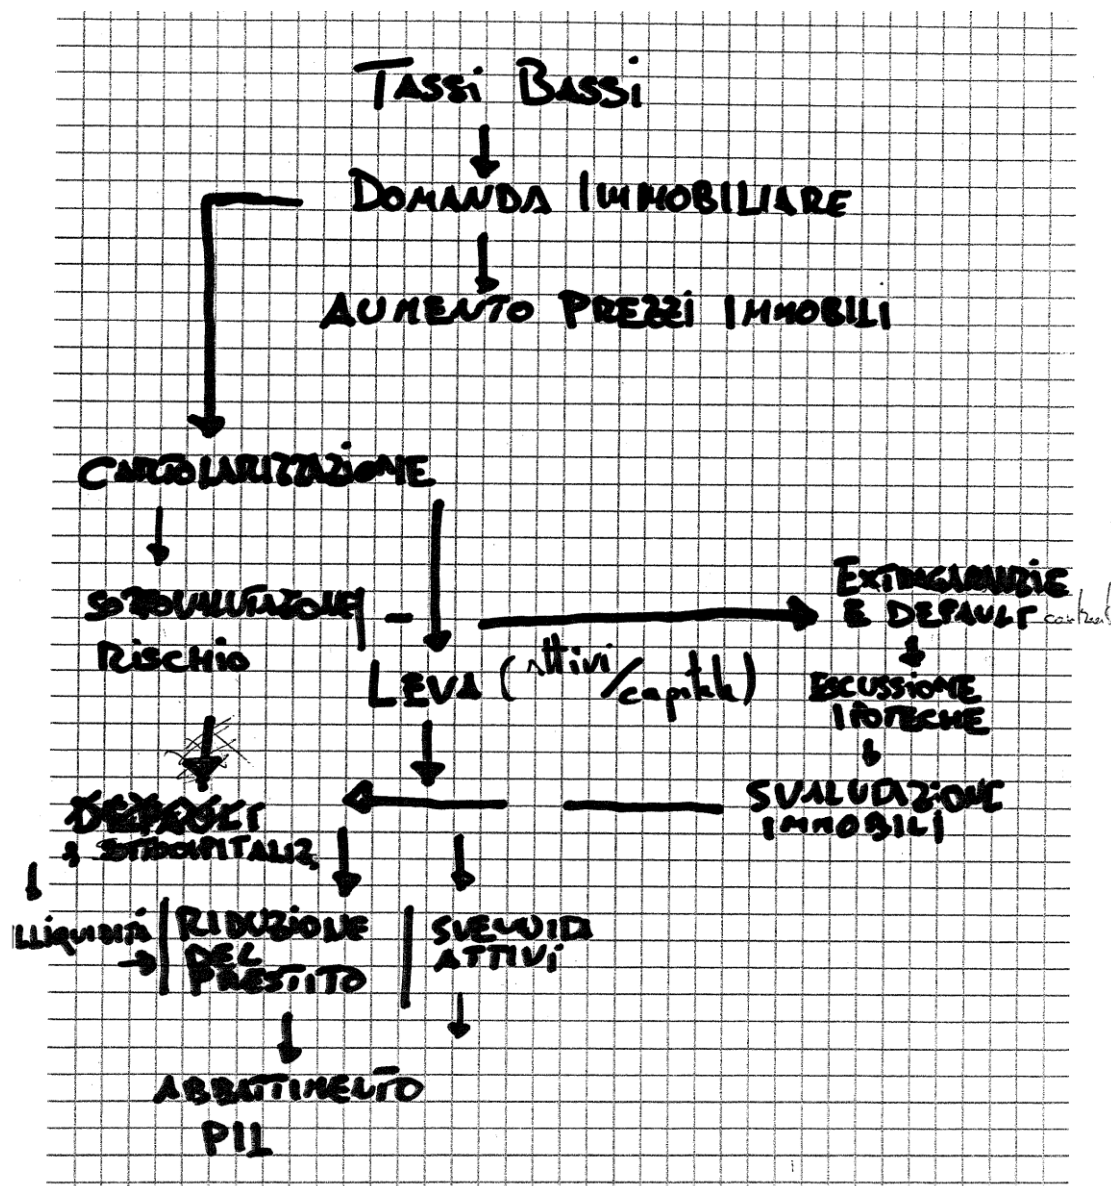 TASSi BASSi
DOMANDA IMMOBILIARE
AUMENTO PREZZI IMMOBILI
CARTOLARIZZAZIONE
EXTRAGARANZIE
E DEFAULT
SOTTOVALUTAZIONE
RISCHIO
LEVA (attivi/capitale)
ESCUSSIONE
IPOTECHE
SVALUTAZIONE
IMMOBILI
DEFAULT
SOTTOCAPITALIZ.
ILLIQUIDITÀ
RIDUZIONE
DEL
PRESTITO
SVENDITA
ATTIVI
ABBATTIMENTO
PIL